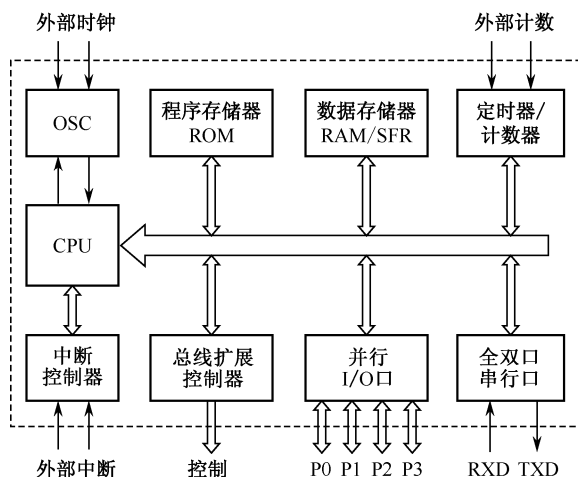 外部时钟
外部计数
OSC
程序存储器
ROM
数据存储器
RAM/SFR
定时器/
计数器
CPU
中断
控制器
总线扩展
控制器
并行
I/O口
全双口
串行口
外部中断
控制
P0 P1 P2 P3
RXD TXD